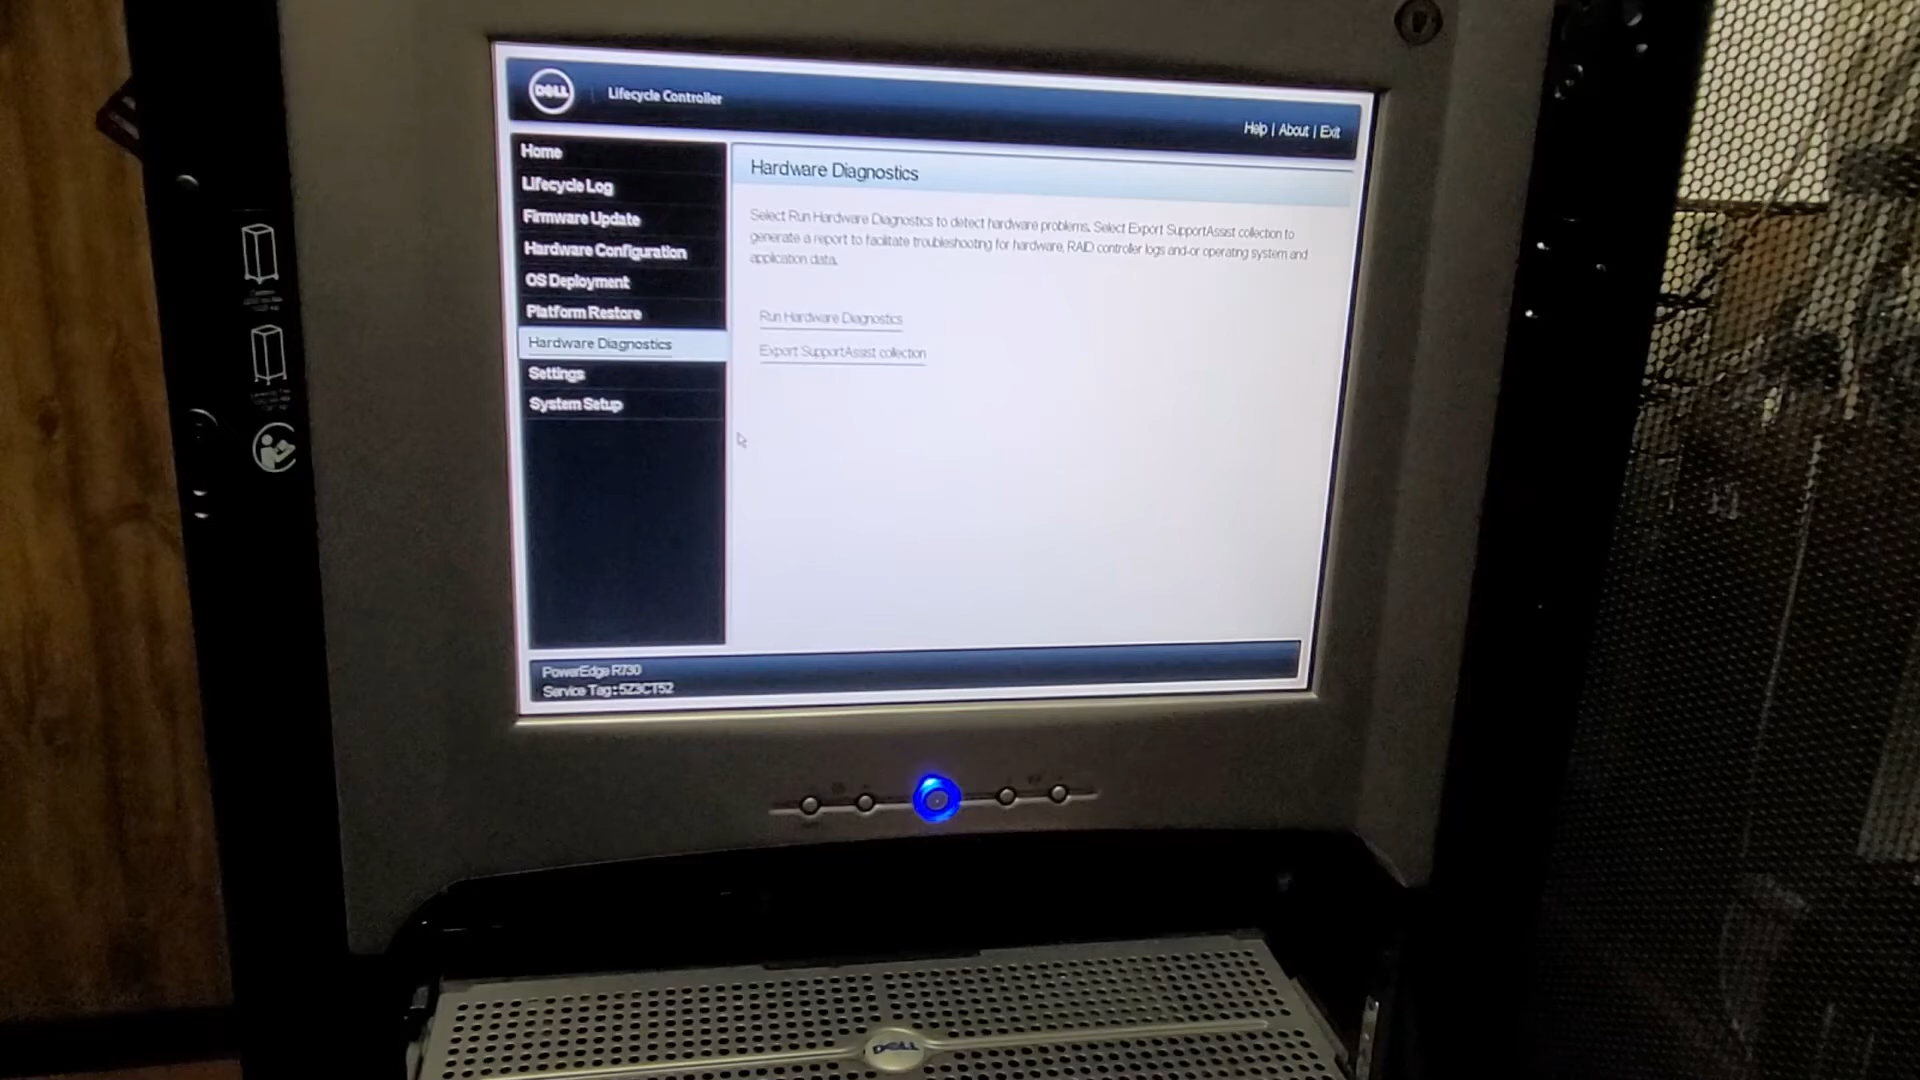 DELL
Lifecycle Controller
Help | About | Exit
Home
Lifecycle Log
Firmware Update
Hardware Configuration
OS Deployment
Platform Restore
Hardware Diagnostics
Settings
System Setup
Hardware Diagnostics
Select Run Hardware Diagnostics to detect hardware problems. Select Export SupportAssist collection to
generate a report to facilitate troubleshooting for hardware, RAID controller logs and-or operating system and
application data.
Run Hardware Diagnostics
Export SupportAssist collection
PowerEdge R730
Service Tag: 5Z3CT52
DELL